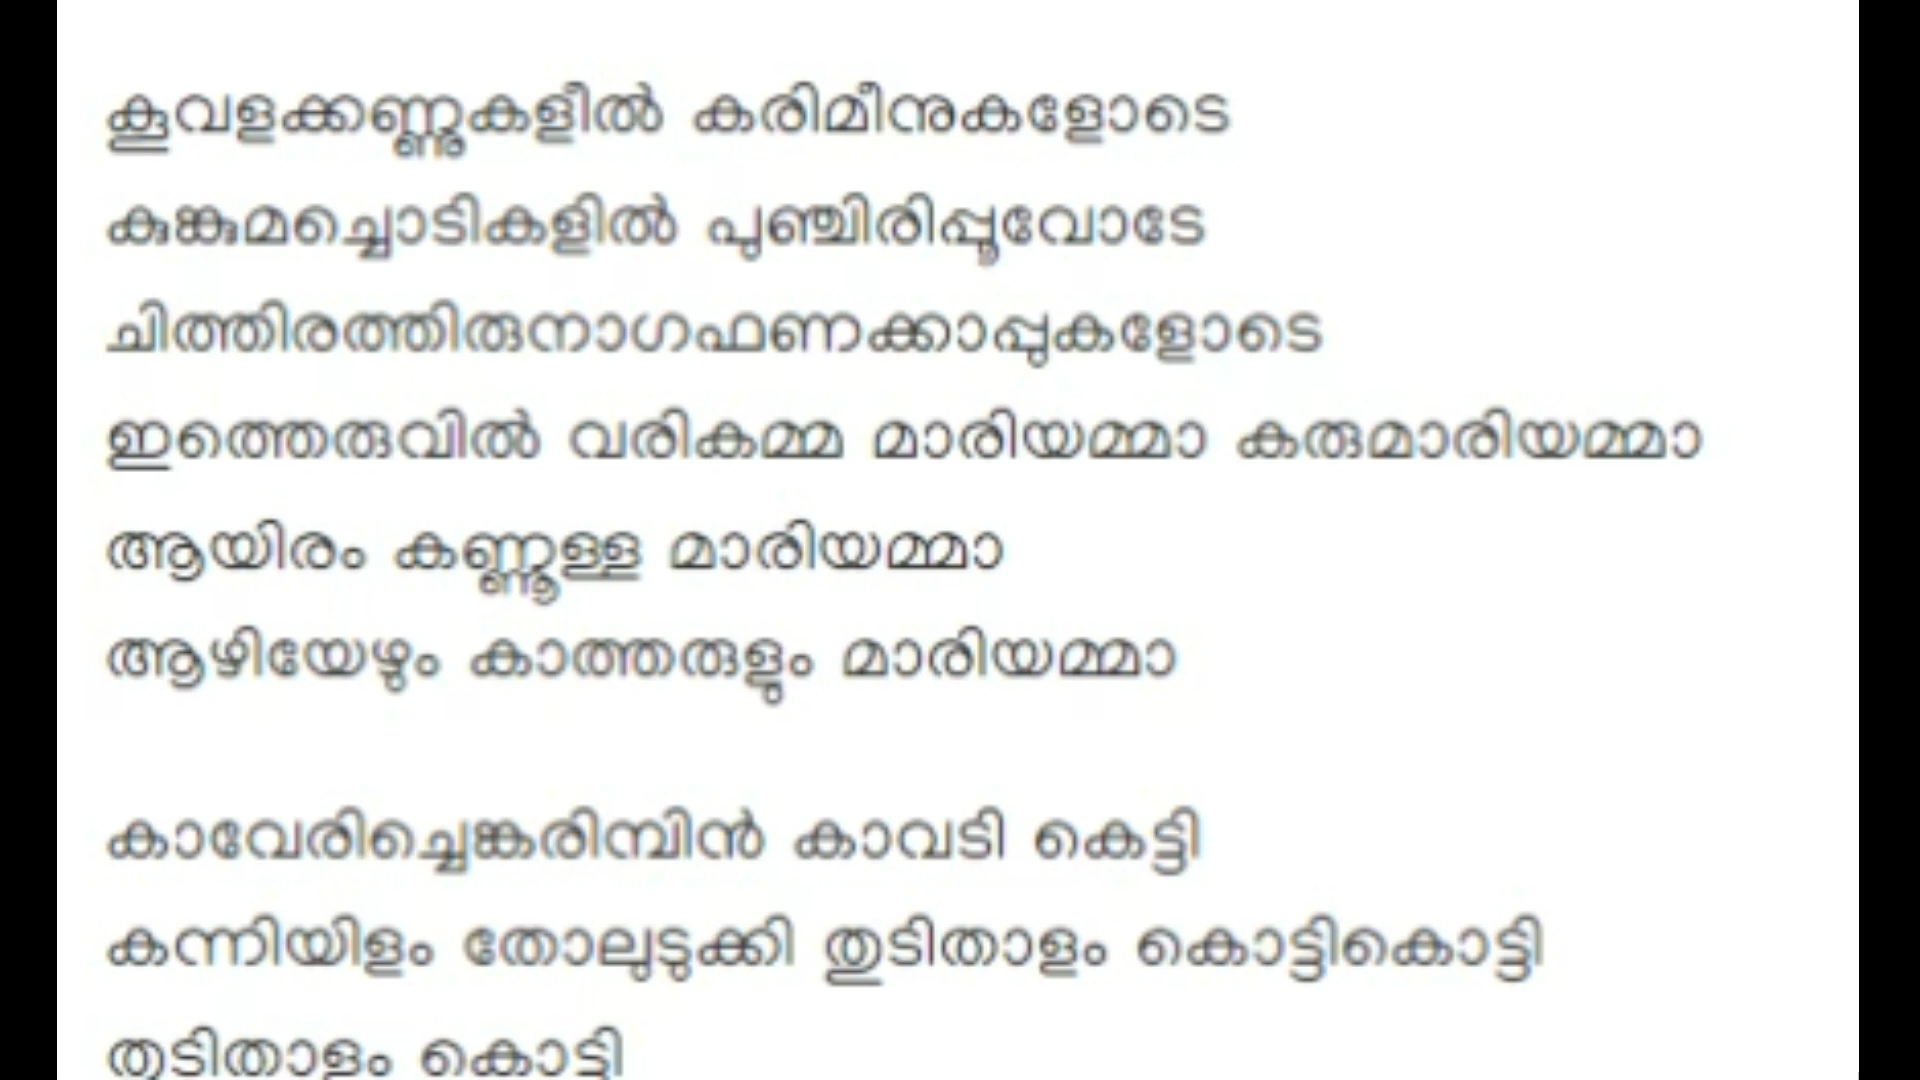 കൂവളക്കണ്ണുകളീൽ കരിമീനുകളോടെ
കുങ്കുമച്ചൊടികളിൽ പുഞ്ചിരിപ്പൂവോടേ
ചിത്തിരത്തിരുനാഗഫണക്കാപ്പുകളോടെ
ഇത്തെരുവിൽ വരികമ്മ മാരിയമ്മാ കരുമാരിയമ്മാ
ആയിരം കണ്ണൂള്ള മാരിയമ്മാ
ആഴിയേഴും കാത്തരുളും മാരിയമ്മാ
കാവേരിച്ചെങ്കരിമ്പിൻ കാവടി കെട്ടി
കന്നിയിളം തോലുടുക്കി തുടിതാളം കൊട്ടികൊട്ടി
തുടിതാളം കൊട്ടി